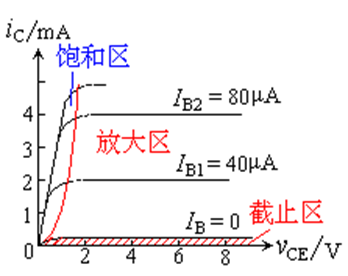 iC/mA
饱和区
4
IB2 = 80μA
放大区
3
IB1 = 40μA
2
1
IB = 0 截止区
0 2 4 6 8 vCE/V